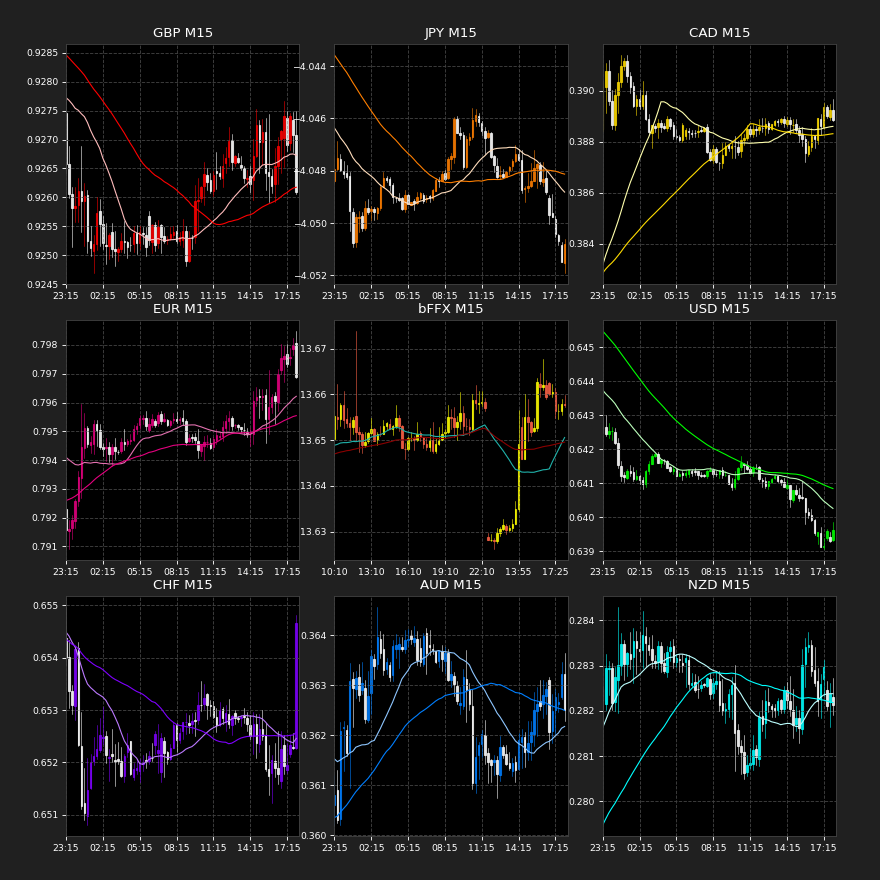 GBP M15
0.9285
0.9280
0.9275
0.9270
0.9265
0.9260
0.9255
0.9250
0.9245
23:15 02:15 05:15 08:15 11:15 14:15 17:15
JPY M15
−4.044
−4.046
−4.048
−4.050
−4.052
23:15 02:15 05:15 08:15 11:15 14:15 17:15
CAD M15
0.390
0.388
0.386
0.384
23:15 02:15 05:15 08:15 11:15 14:15 17:15
EUR M15
0.798
0.797
0.796
0.795
0.794
0.793
0.792
0.791
23:15 02:15 05:15 08:15 11:15 14:15 17:15
bFFX M15
13.67
13.66
13.65
13.64
13.63
10:10 13:10 16:10 19:10 22:10 13:55 17:25
USD M15
0.645
0.644
0.643
0.642
0.641
0.640
0.639
23:15 02:15 05:15 08:15 11:15 14:15 17:15
CHF M15
0.655
0.654
0.653
0.652
0.651
23:15 02:15 05:15 08:15 11:15 14:15 17:15
AUD M15
0.364
0.363
0.362
0.361
0.360
23:15 02:15 05:15 08:15 11:15 14:15 17:15
NZD M15
0.284
0.283
0.282
0.281
0.280
23:15 02:15 05:15 08:15 11:15 14:15 17:15